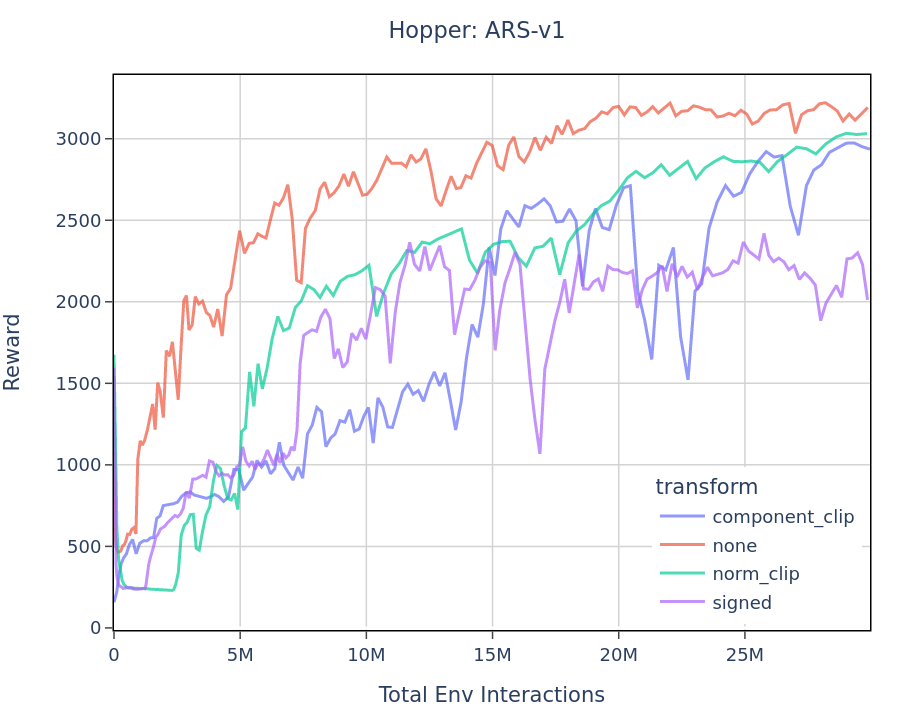 Hopper: ARS-v1
Reward
3000
2500
2000
1500
1000
500
0
transform
component_clip
none
norm_clip
signed
0
5M
10M
15M
20M
25M
Total Env Interactions